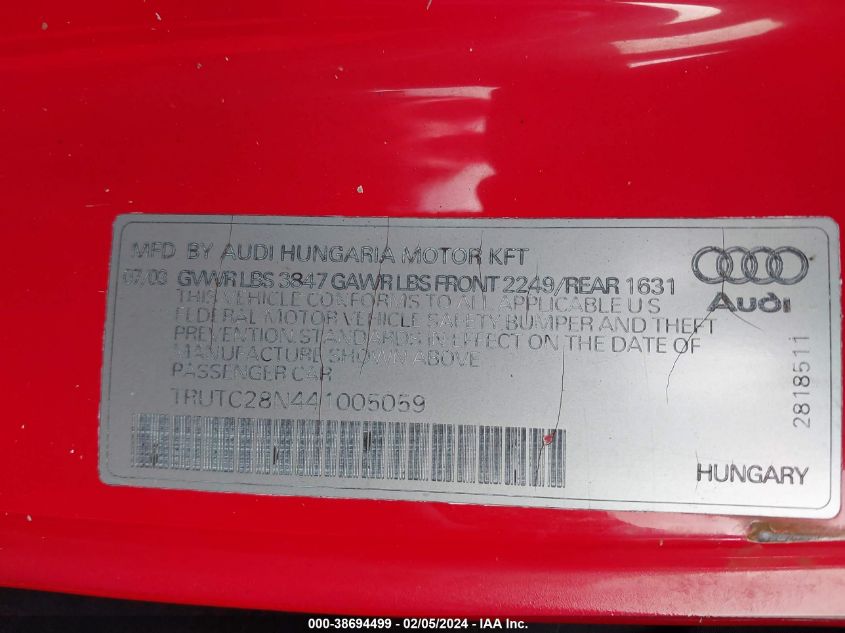 MFD BY AUDI HUNGARIA MOTOR KFT
07.03 GVWR LBS 3847 GAWR LBS FRONT 2249/REAR 1631
THIS VEHICLE CONFORMS TO ALL APPLICABLE U S
FEDERAL MOTOR VEHICLE SAFETY BUMPER AND THEFT
PREVENTION STANDARDS IN EFFECT ON THE DATE OF
MANUFACTURE SHOWN ABOVE
PASSENGER CAR
TRUTC28N441005059
Audi
2818511
HUNGARY
000-38694499 - 02/05/2024 - IAA Inc.